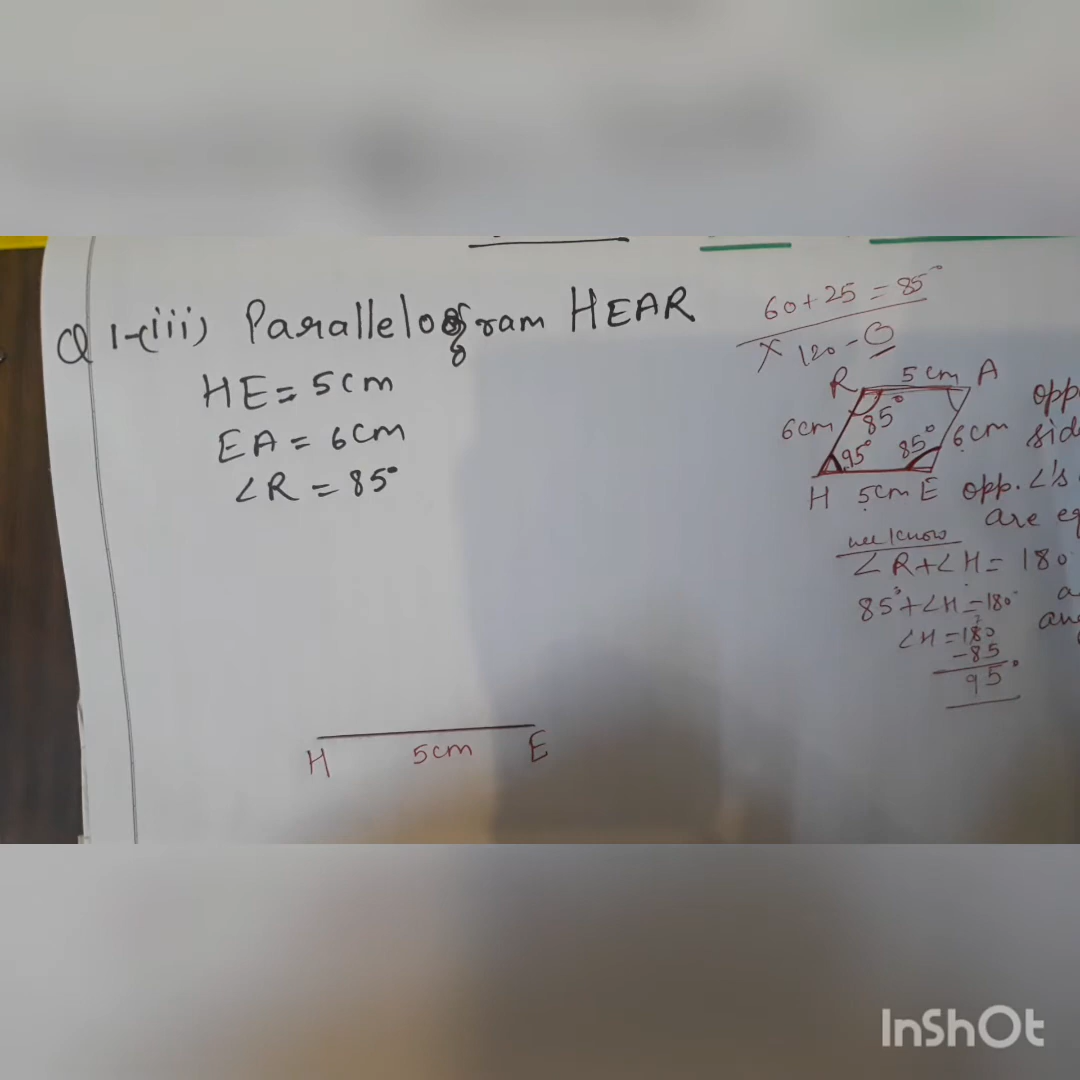 Q 1-(iii) Parallelogram HEAR
HE = 5cm
EA = 6cm
∠R = 85°
60+25 = 85°
X 120-
R 5cm A
6cm 85° 85° 6cm
95°
H 5cm E
opp. ∠'s
are
we know
∠R+∠H = 180
85°+∠H = 180°
∠H = 180
-85
95°
H 5cm E
InShOt